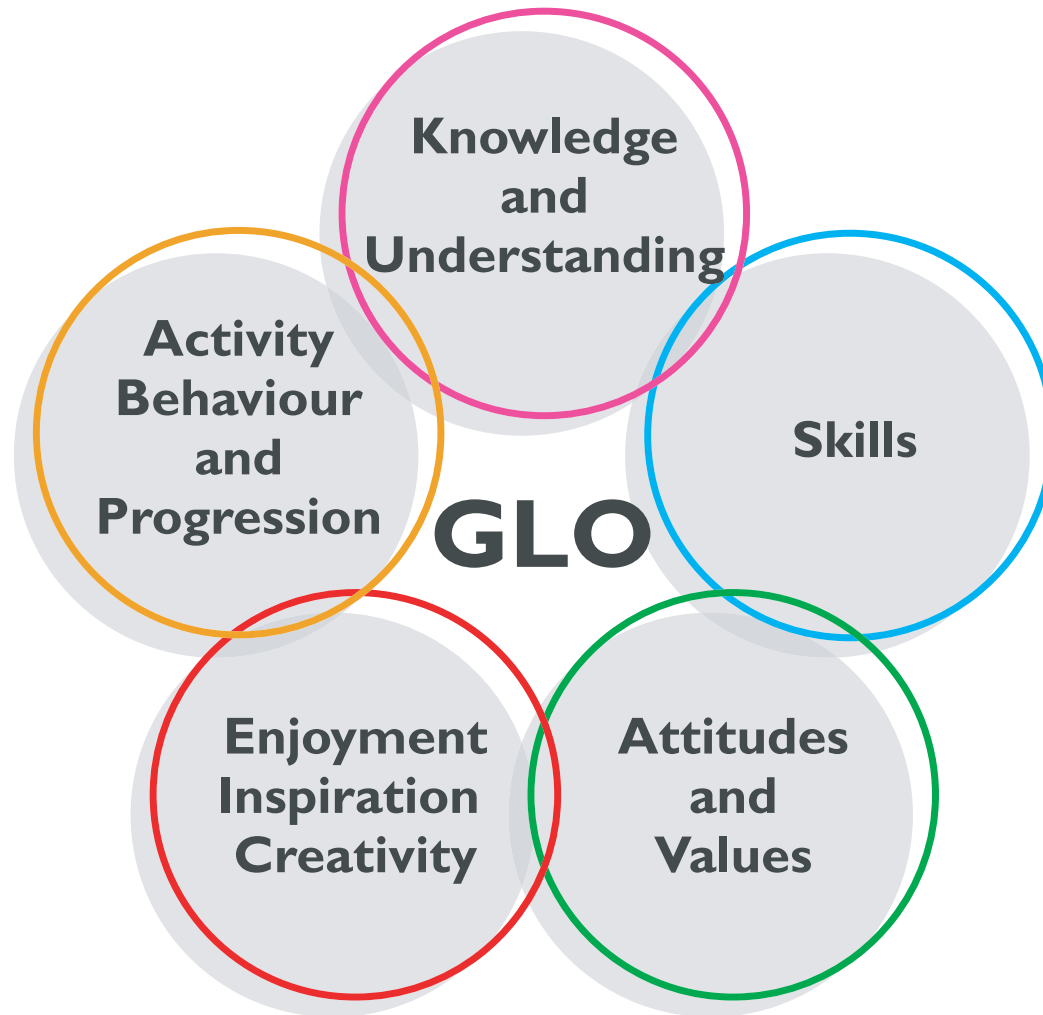 Knowledge
and
Understanding
Activity
Behaviour
and
Progression
Skills
GLO
Enjoyment
Inspiration
Creativity
Attitudes
and
Values